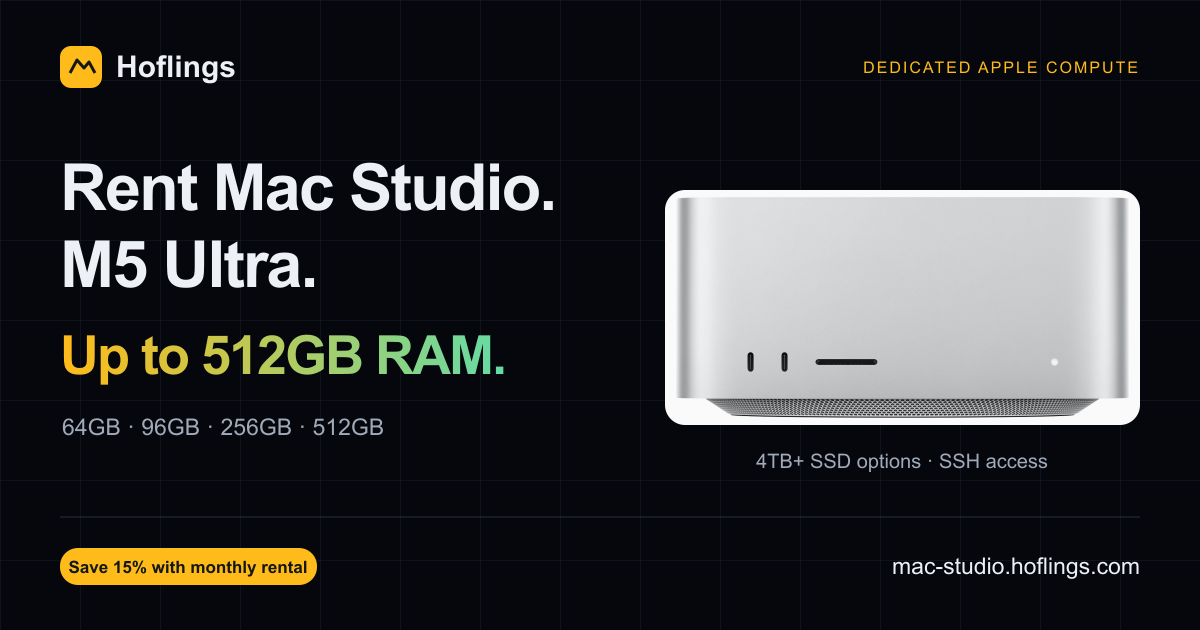 Hoflings
DEDICATED APPLE COMPUTE
Rent Mac Studio.
M5 Ultra.
Up to 512GB RAM.
64GB · 96GB · 256GB · 512GB
4TB+ SSD options · SSH access
Save 15% with monthly rental
mac-studio.hoflings.com